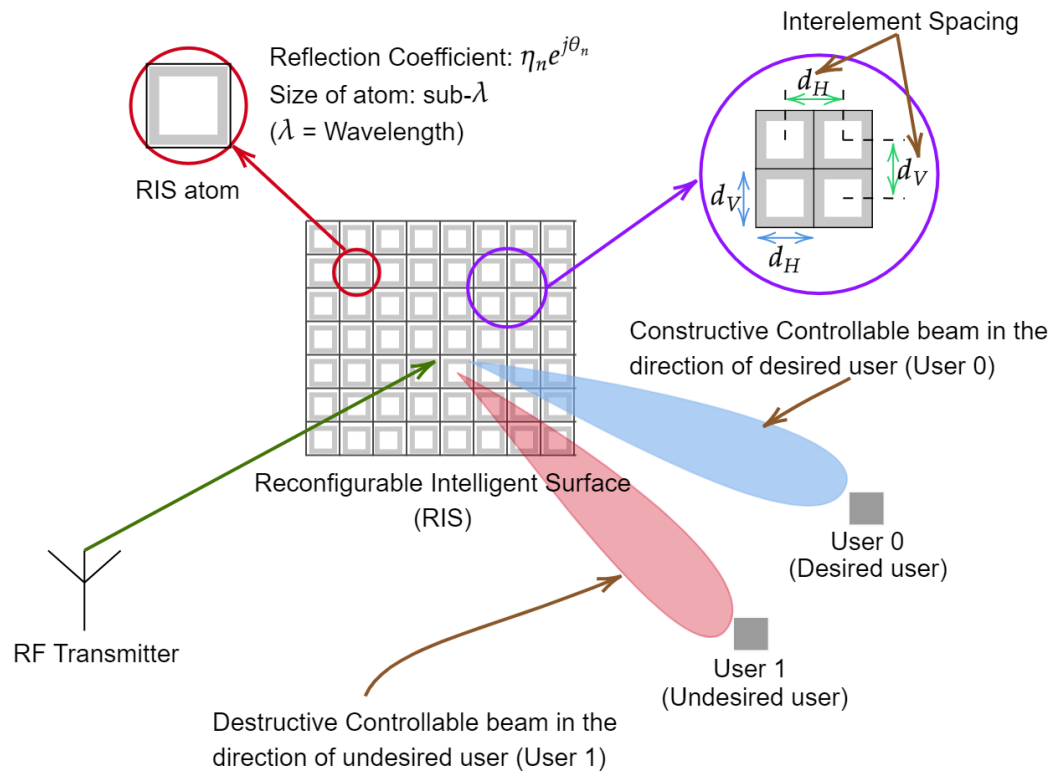 Interelement Spacing
Reflection Coefficient: ηₙe^{jθₙ}
Size of atom: sub-λ
(λ = Wavelength)
RIS atom
d_H
d_V
d_V
d_H
Constructive Controllable beam in the
direction of desired user (User 0)
Reconfigurable Intelligent Surface
(RIS)
User 0
(Desired user)
RF Transmitter
User 1
(Undesired user)
Destructive Controllable beam in the
direction of undesired user (User 1)